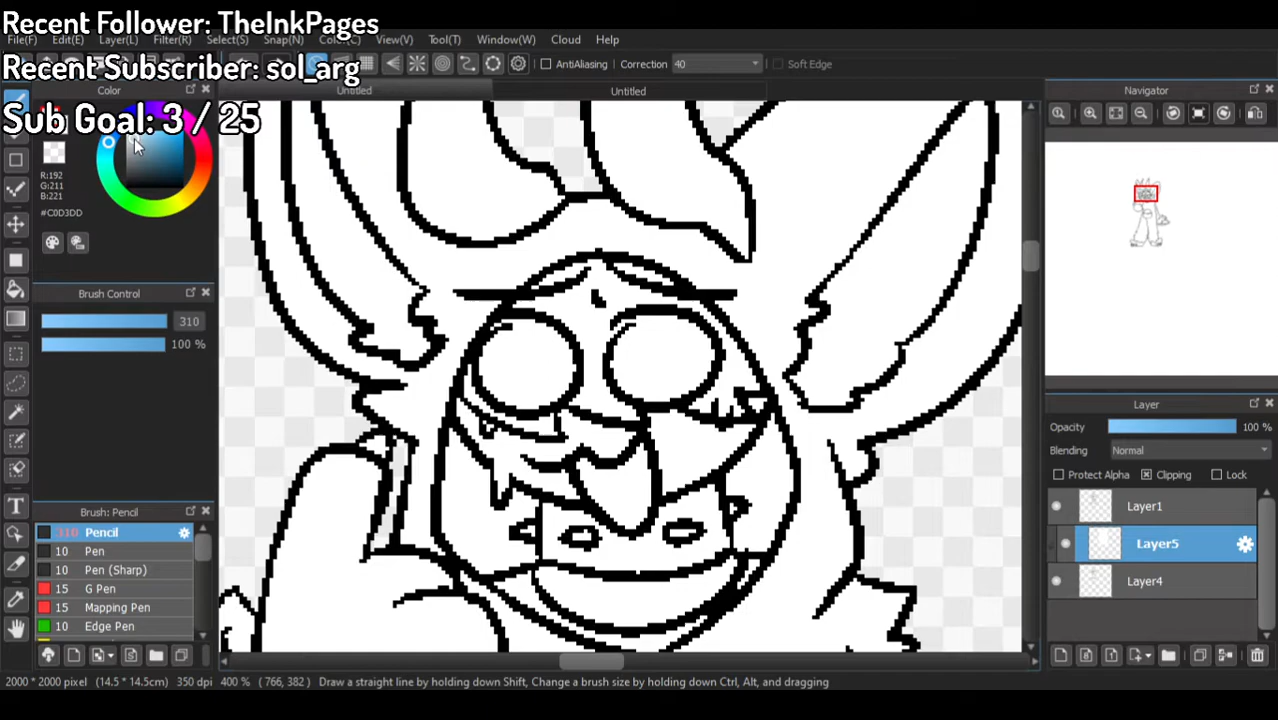 Recent Follower: TheInkPages
File(F) Edit(E) Layer(L) Filter(R) Select(S) Snap(N) Color(C) View(V) Tool(T) Window(W) Cloud Help
Recent Subscriber: sol_arg
AntiAliasing Correction 40 Soft Edge
Color Untitled Untitled Navigator
Sub Goal: 3 / 25
R:192
G:211
B:221
#C0D3DD
Brush Control
310
100 %
Layer
Opacity 100 %
Blending Normal
Protect Alpha Clipping Lock
Layer1
Layer5
Layer4
Brush: Pencil
310 Pencil
10 Pen
10 Pen (Sharp)
15 G Pen
15 Mapping Pen
10 Edge Pen
2000 * 2000 pixel (14.5 * 14.5cm) 350 dpi 400 % ( 766, 382 ) Draw a straight line by holding down Shift, Change a brush size by holding down Ctrl, Alt, and dragging